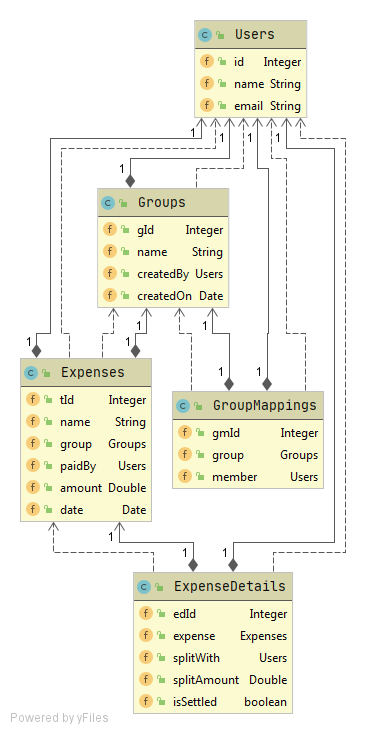 C Users
f id Integer
f name String
f email String
1 1 1
1 1
C Groups
f gId Integer
f name String
f createdBy Users
f createdOn Date
1 1
1 1 1 1
C Expenses
f tId Integer
f name String
f group Groups
f paidBy Users
f amount Double
f date Date
C GroupMappings
f gmId Integer
f group Groups
f member Users
1
1 1
C ExpenseDetails
f edId Integer
f expense Expenses
f splitWith Users
f splitAmount Double
f isSettled boolean
Powered by yFiles